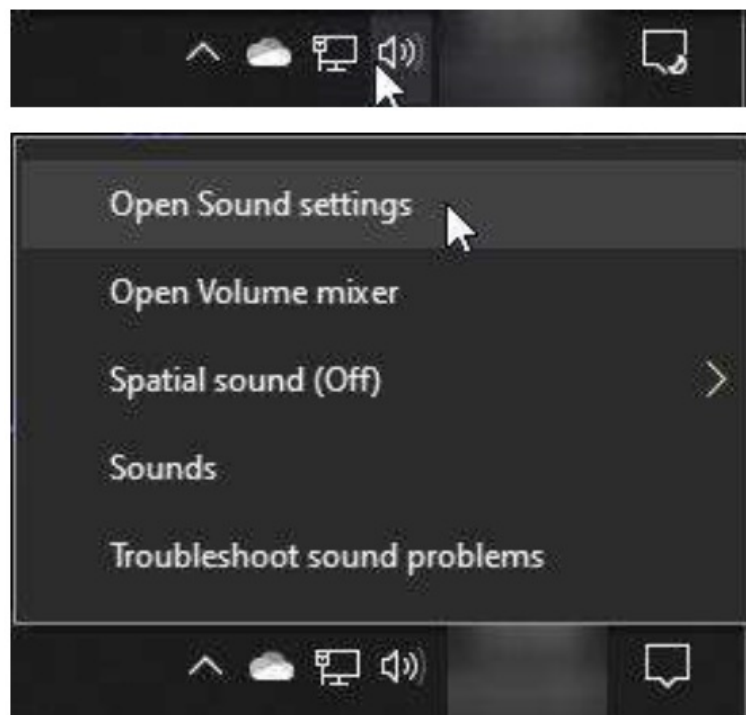 Open Sound settings
Open Volume mixer
Spatial sound (Off)
Sounds
Troubleshoot sound problems